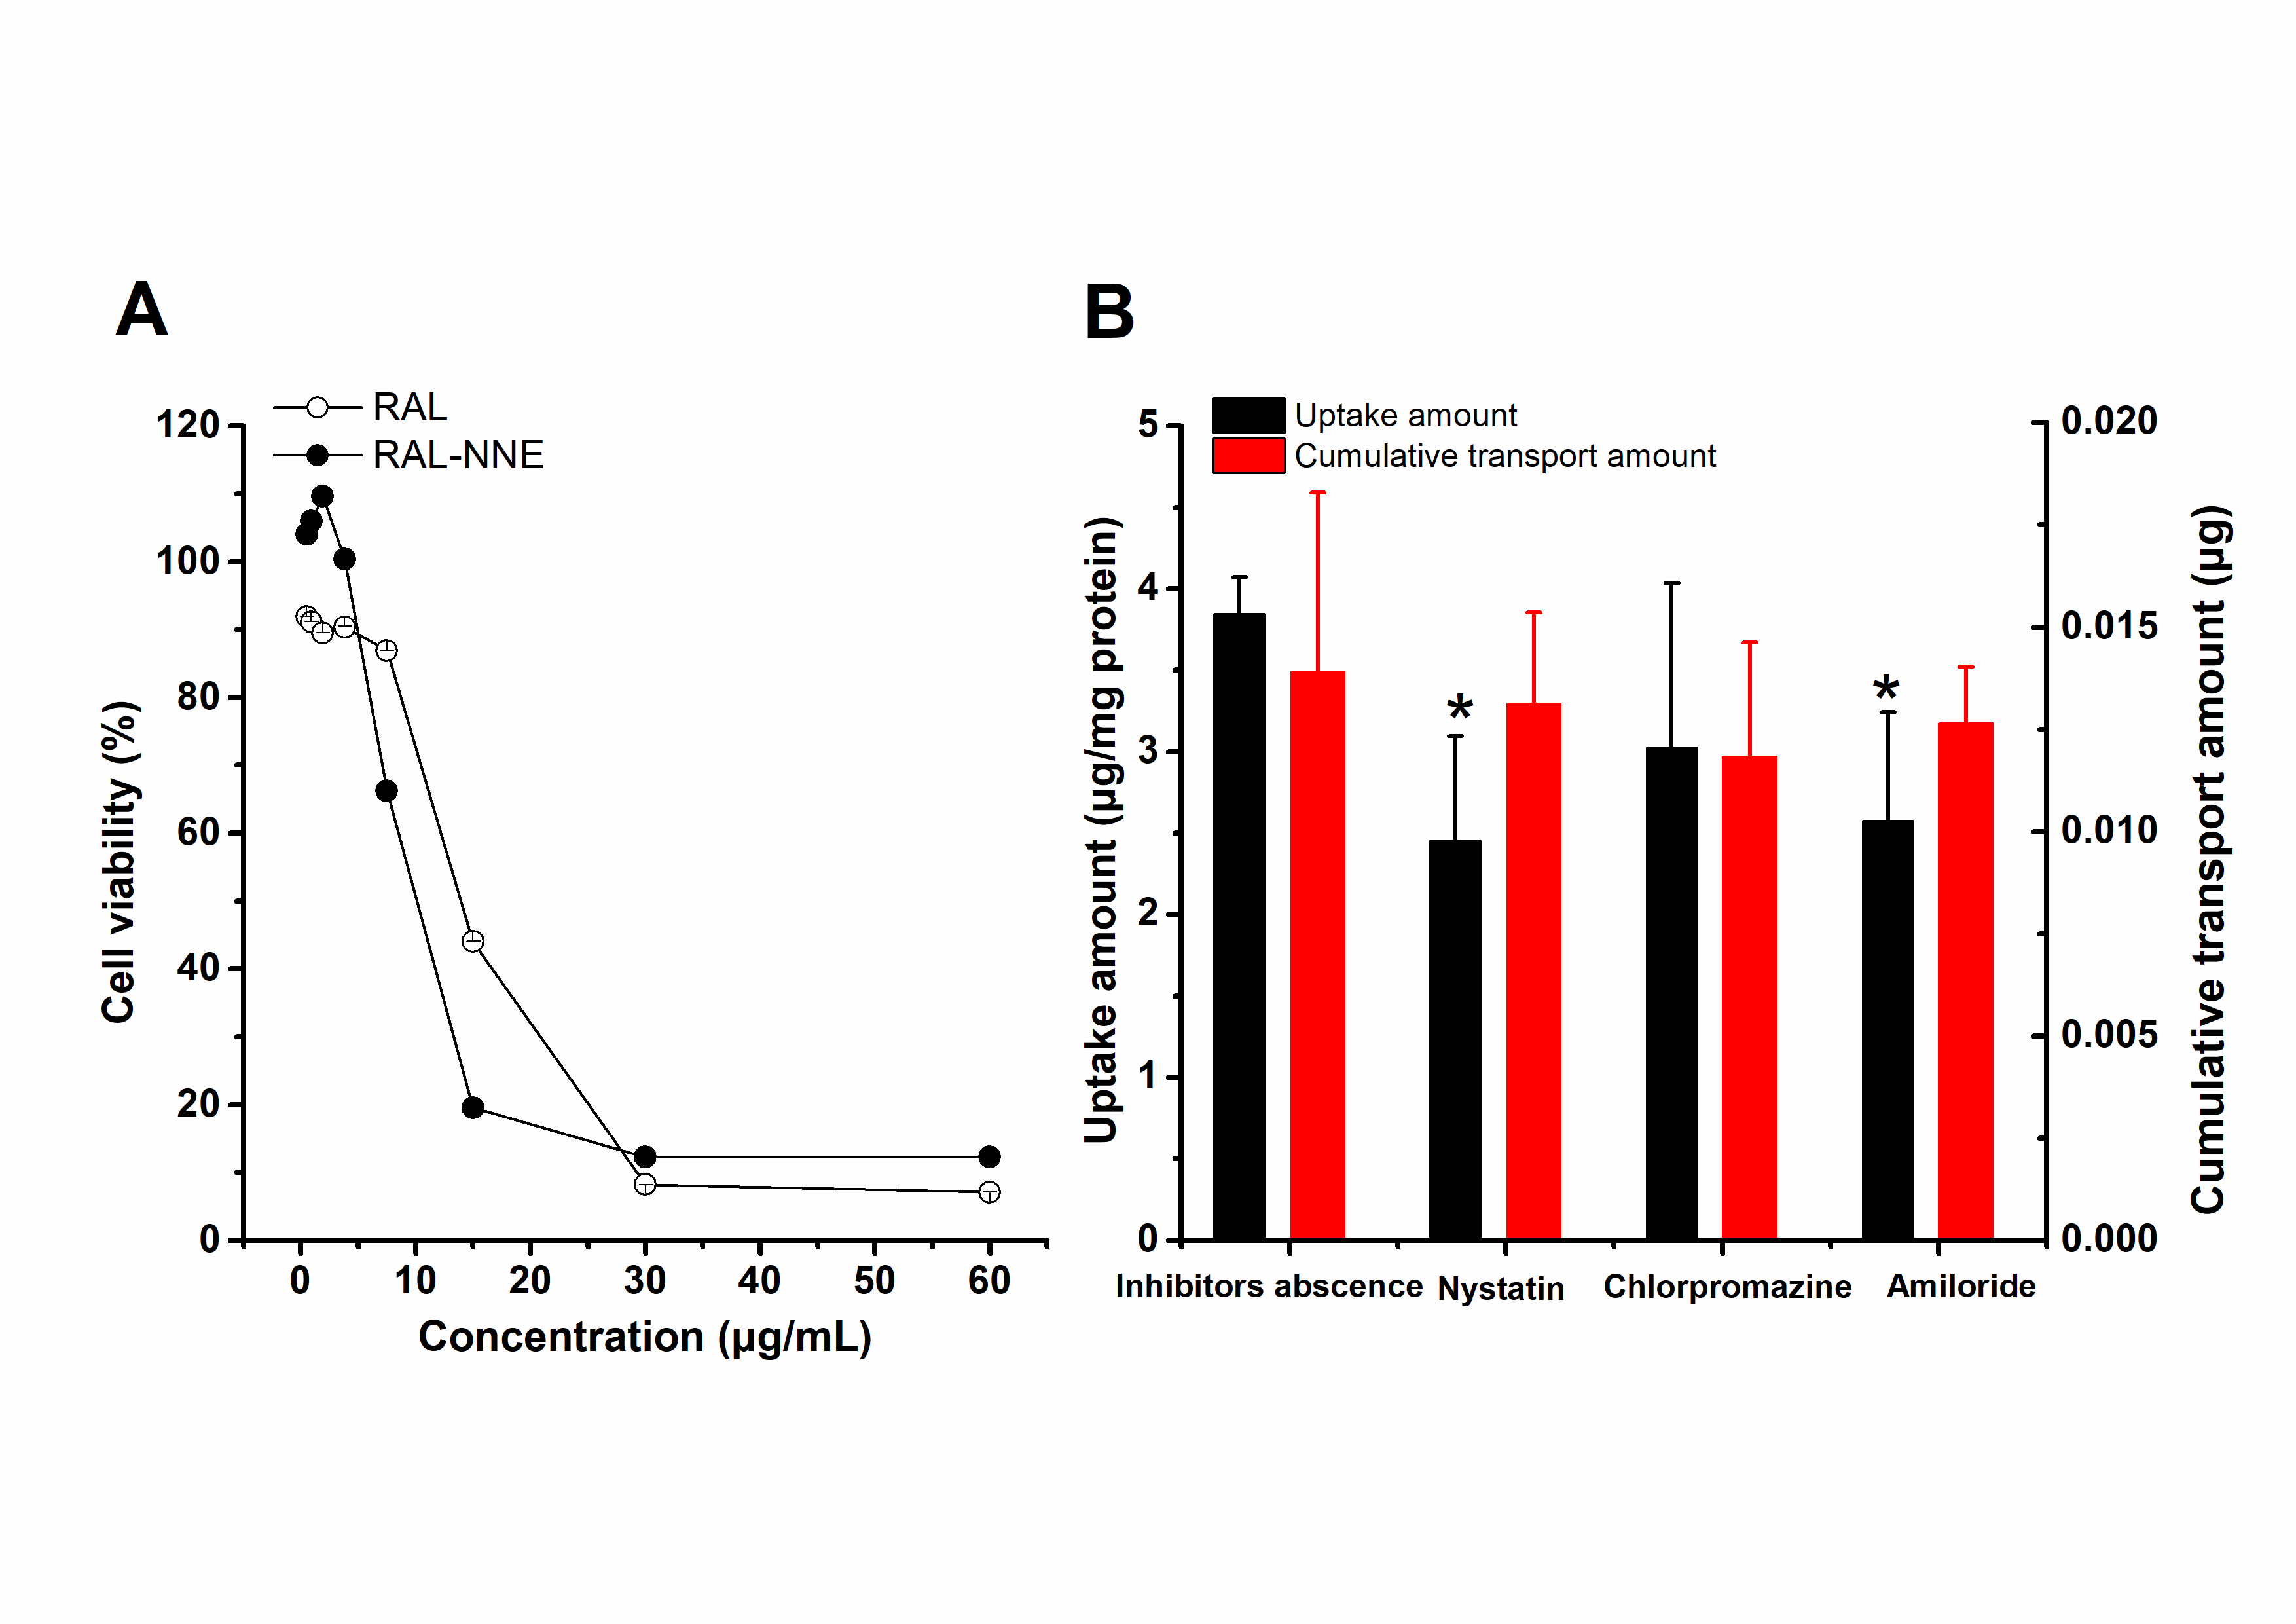 A
RAL
RAL-NNE
120
100
80
60
40
20
0
Cell viability (%)
0 10 20 30 40 50 60
Concentration (µg/mL)
B
Uptake amount
Cumulative transport amount
5
4
3
2
1
0
Uptake amount (µg/mg protein)
* *
0.020
0.015
0.010
0.005
0.000
Cumulative transport amount (µg)
Inhibitors abscence Nystatin Chlorpromazine Amiloride